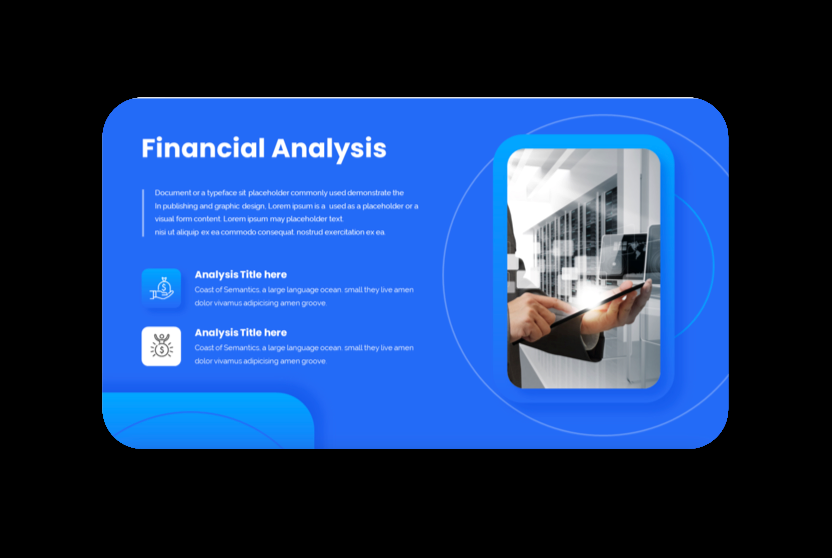 Financial Analysis
Document or a typeface sit placeholder commonly used demonstrate the
In publishing and graphic design, Lorem ipsum is a used as a placeholder or a
visual form content. Lorem ipsum may placeholder text.
nisi ut aliquip ex ea commodo consequat. nostrud exercitation ex ea.
Analysis Title here
Coast of Semantics, a large language ocean. small they live amen
dolor vivamus adipicising amen groove.
Analysis Title here
Coast of Semantics, a large language ocean. small they live amen
dolor vivamus adipicising amen groove.